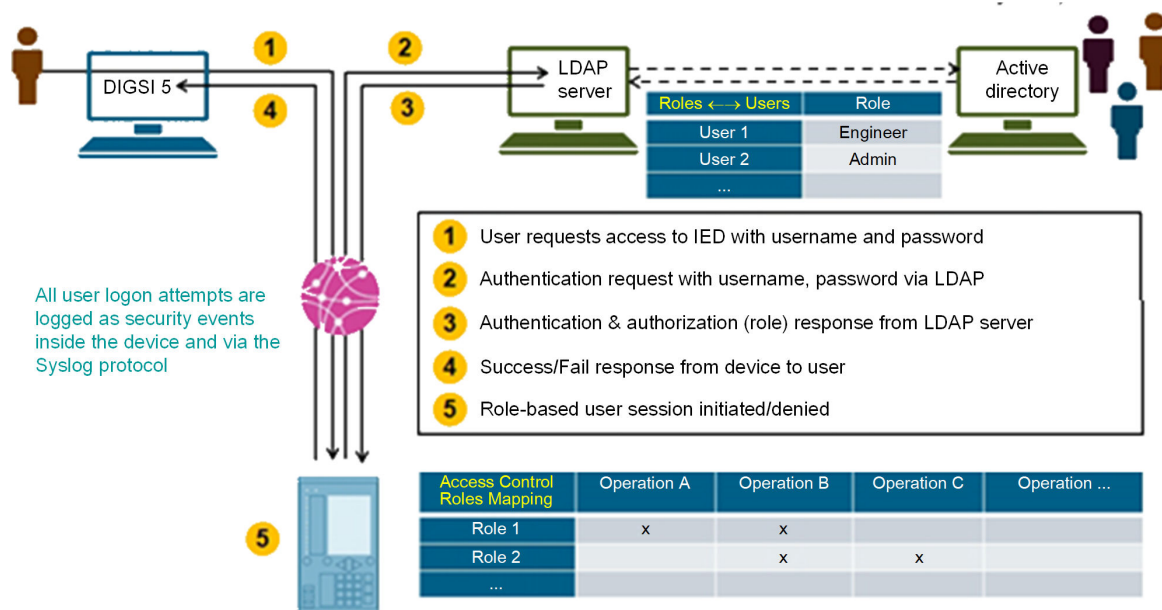 1
2
DIGSI 5
4
3
LDAP
server
Active
directory
Roles ←→ Users Role
User 1 Engineer
User 2 Admin
...
All user logon attempts are
logged as security events
inside the device and via the
Syslog protocol
1 User requests access to IED with username and password
2 Authentication request with username, password via LDAP
3 Authentication & authorization (role) response from LDAP server
4 Success/Fail response from device to user
5 Role-based user session initiated/denied
5
Access Control
Roles Mapping
Operation A Operation B Operation C Operation ...
Role 1 x x
Role 2 x x
...